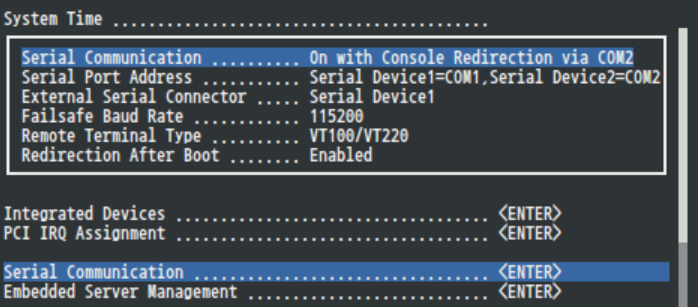 System Time ................................................
Serial Communication .......... On with Console Redirection via COM2
Serial Port Address ........... Serial Device1=COM1,Serial Device2=COM2
External Serial Connector ..... Serial Device1
Failsafe Baud Rate ............ 115200
Remote Terminal Type .......... VT100/VT220
Redirection After Boot ........ Enabled
Integrated Devices ....................................... <ENTER>
PCI IRQ Assignment ....................................... <ENTER>
Serial Communication ..................................... <ENTER>
Embedded Server Management ............................... <ENTER>